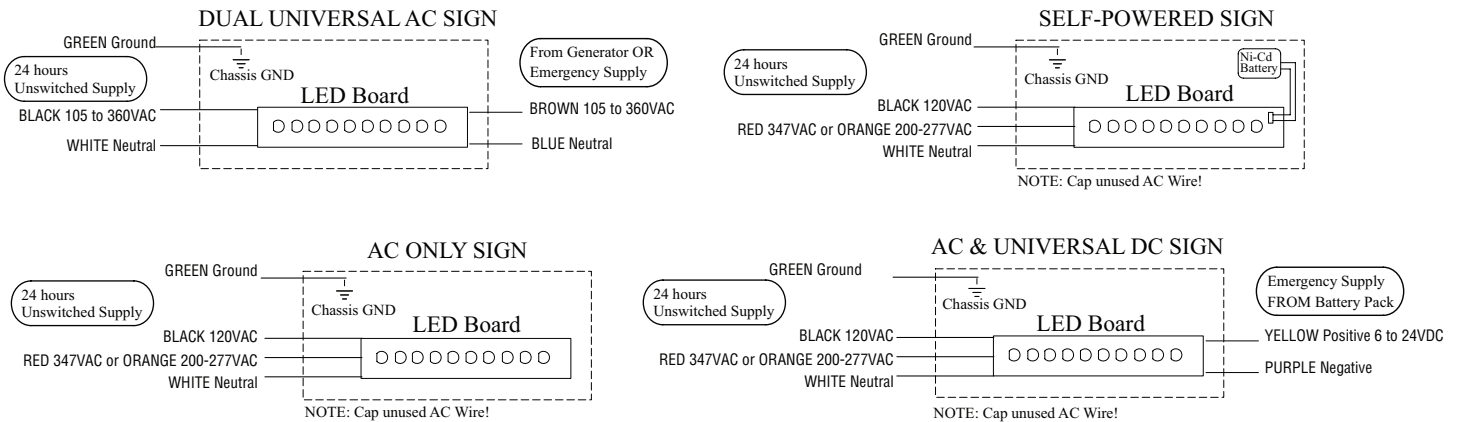 DUAL UNIVERSAL AC SIGN
GREEN Ground
24 hours
Unswitched Supply
Chassis GND
From Generator OR
Emergency Supply
LED Board
BLACK 105 to 360VAC
BROWN 105 to 360VAC
WHITE Neutral
BLUE Neutral
SELF-POWERED SIGN
GREEN Ground
24 hours
Unswitched Supply
Chassis GND
Ni-Cd
Battery
LED Board
BLACK 120VAC
RED 347VAC or ORANGE 200-277VAC
WHITE Neutral
NOTE: Cap unused AC Wire!
AC ONLY SIGN
GREEN Ground
24 hours
Unswitched Supply
Chassis GND
LED Board
BLACK 120VAC
RED 347VAC or ORANGE 200-277VAC
WHITE Neutral
NOTE: Cap unused AC Wire!
AC & UNIVERSAL DC SIGN
GREEN Ground
24 hours
Unswitched Supply
Chassis GND
Emergency Supply
FROM Battery Pack
LED Board
BLACK 120VAC
YELLOW Positive 6 to 24VDC
RED 347VAC or ORANGE 200-277VAC
PURPLE Negative
WHITE Neutral
NOTE: Cap unused AC Wire!